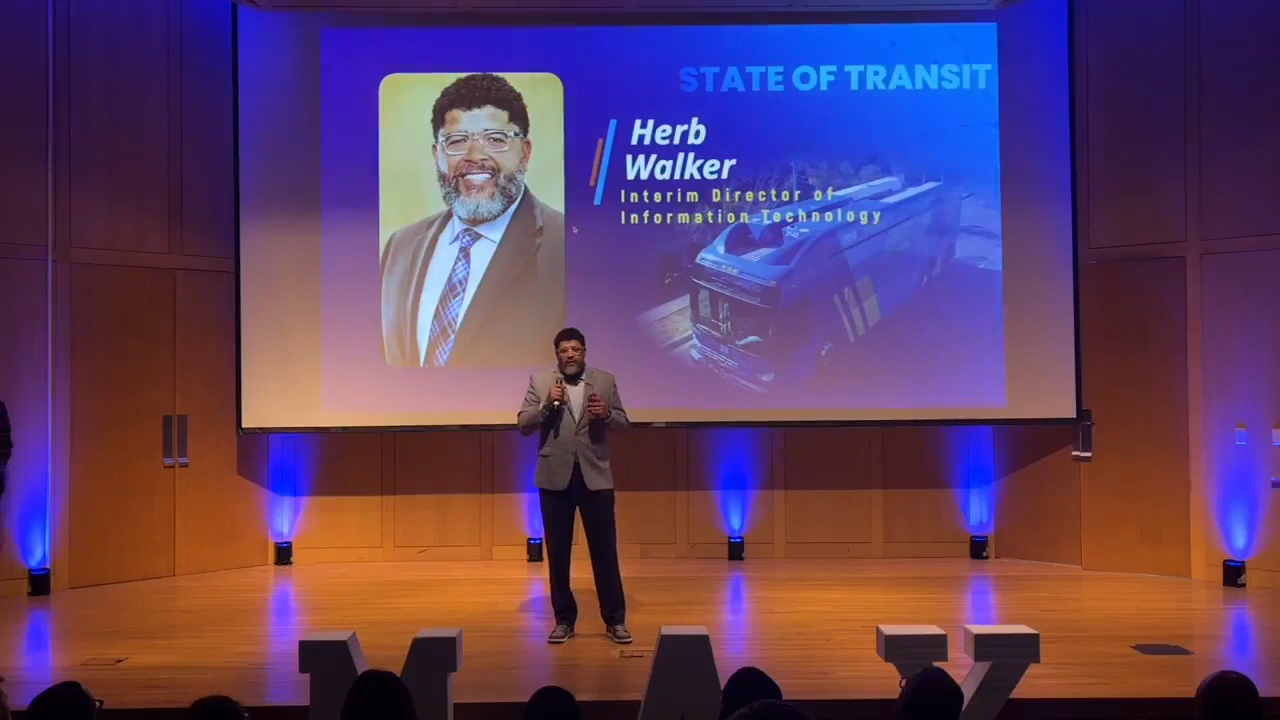 STATE OF TRANSIT
Herb
Walker
Interim Director of
Information Technology